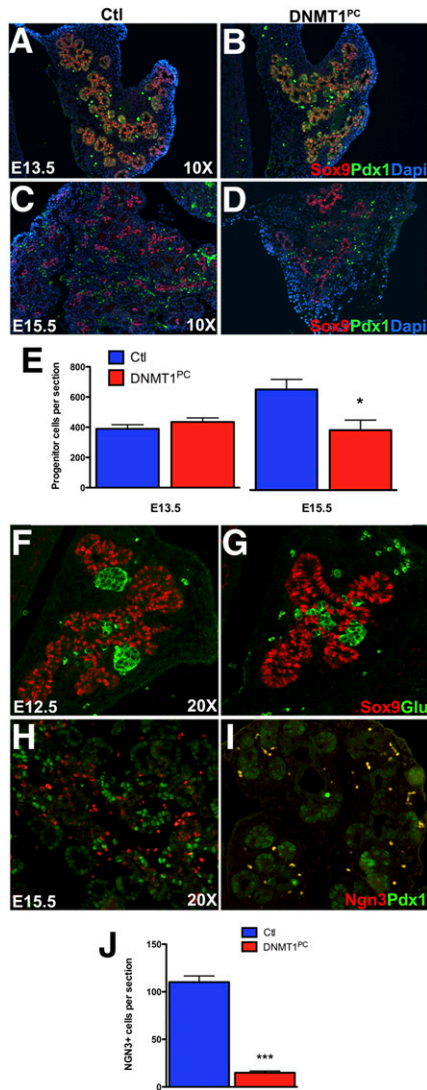 Ctl DNMT1PC
A B
E13.5 10X Sox9Pdx1Dapi
C D
E15.5 10X Sox9Pdx1Dapi
E
Ctl
DNMT1PC
Progenitor cells per section
800
600
400
200
0
*
E13.5 E15.5
F G
E12.5 20X Sox9Glu
H I
E15.5 20X Ngn3Pdx1
J
Ctl
DNMT1PC
NGN3+ cells per section
150
100
50
0
***